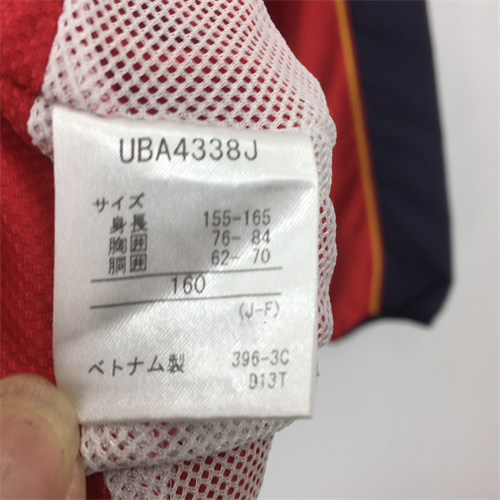 UBA4338J
サイズ
身長 155-165
胸囲 76- 84
胴囲 62- 70
160
(J-F)
ベトナム製 396-3C
D13T